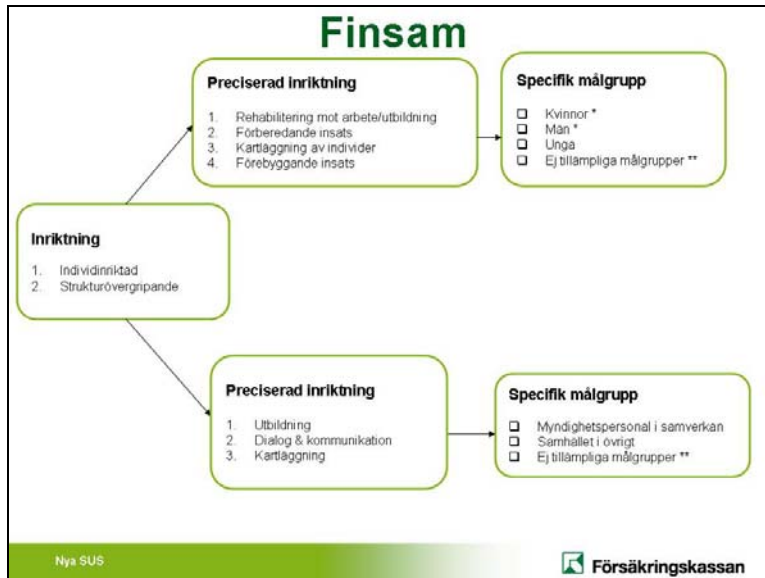 Finsam
Preciserad inriktning
1. Rehabilitering mot arbete/utbildning
2. Förberedande insats
3. Kartläggning av individer
4. Förebyggande insats
Specifik målgrupp
❑ Kvinnor *
❑ Män *
❑ Unga
❑ Ej tillämpliga målgrupper **
Inriktning
1. Individinriktad
2. Strukturövergripande
Preciserad inriktning
1. Utbildning
2. Dialog & kommunikation
3. Kartläggning
Specifik målgrupp
❑ Myndighetspersonal i samverkan
❑ Samhället i övrigt
❑ Ej tillämpliga målgrupper **
Nya SUS
Försäkringskassan